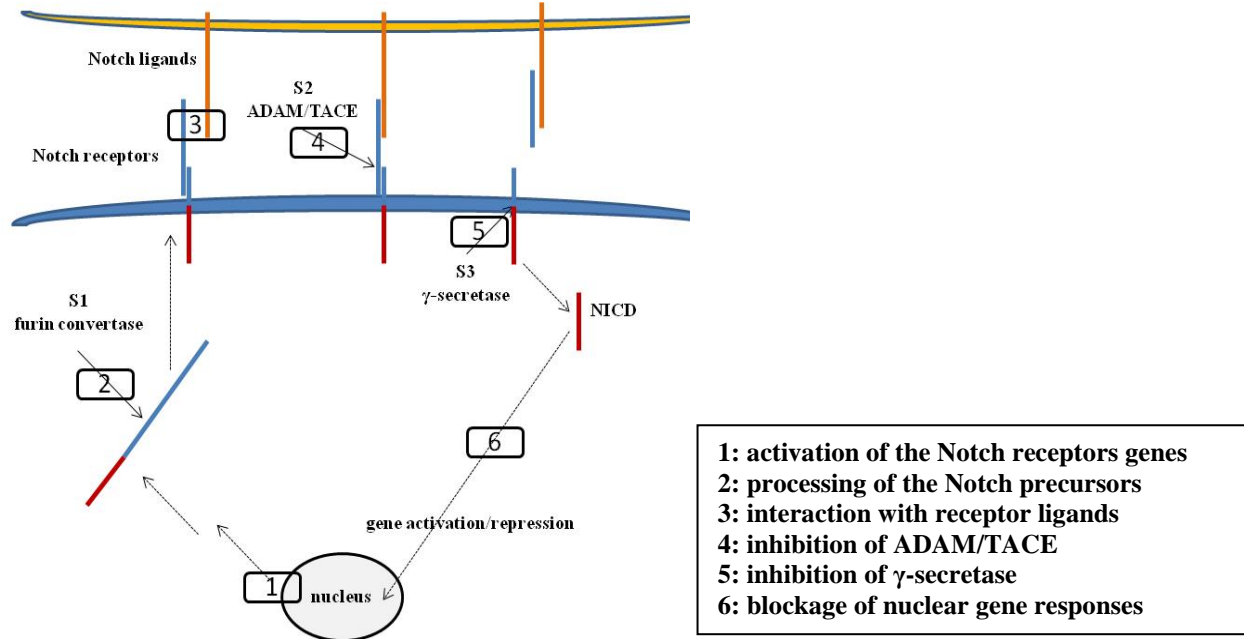 Notch ligands
S2
ADAM/TACE
3
4
Notch receptors
5
S3
γ-secretase
S1
furin convertase
NICD
2
6
gene activation/repression
1
nucleus
1: activation of the Notch receptors genes
2: processing of the Notch precursors
3: interaction with receptor ligands
4: inhibition of ADAM/TACE
5: inhibition of γ-secretase
6: blockage of nuclear gene responses